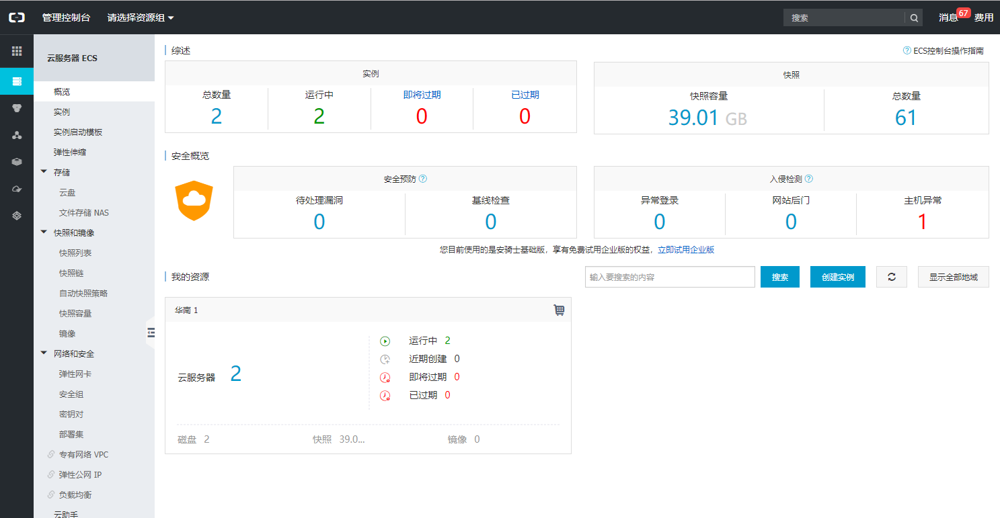 管理控制台 请选择资源组 搜索 消息 67 费用
云服务器 ECS
概览
实例
实例启动模板
弹性伸缩
存储
云盘
文件存储 NAS
快照和镜像
快照列表
快照链
自动快照策略
快照容量
镜像
网络和安全
弹性网卡
安全组
密钥对
部署集
专有网络 VPC
弹性公网 IP
负载均衡
云助手
综述 ECS控制台操作指南
实例
总数量 运行中 即将过期 已过期
2 2 0 0
快照
快照容量 总数量
39.01 GB 61
安全概览
安全预防
待处理漏洞 基线检查
0 0
入侵检测
异常登录 网站后门 主机异常
0 0 1
您目前使用的是安骑士基础版，享有免费试用企业版的权益，立即试用企业版
我的资源 输入要搜索的内容 搜索 创建实例 显示全部地域
华南 1
云服务器 2
运行中 2
近期创建 0
即将过期 0
已过期 0
磁盘 2 快照 39.0... 镜像 0